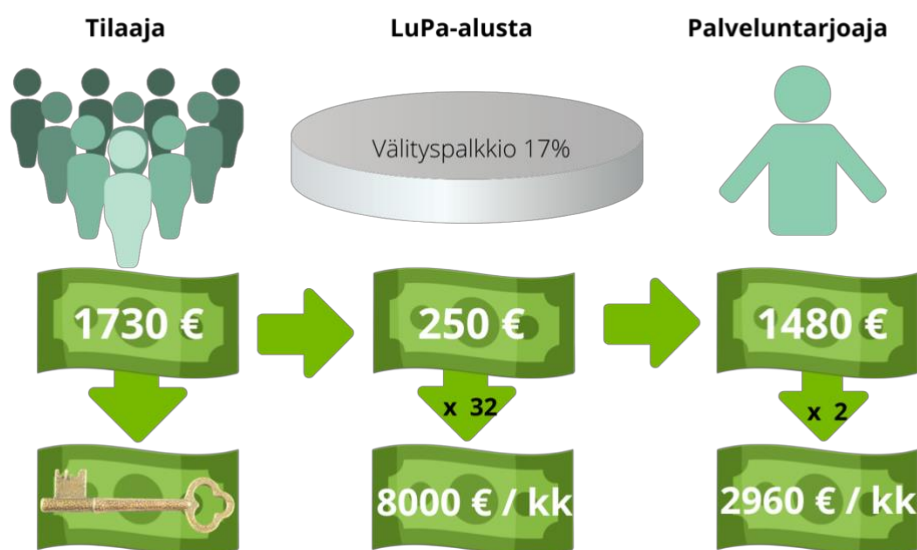 Tilaaja
LuPa-alusta
Palveluntarjoaja
Välityspalkkio 17%
1730 €
250 €
1480 €
x 32
x 2
8000 € / kk
2960 € / kk